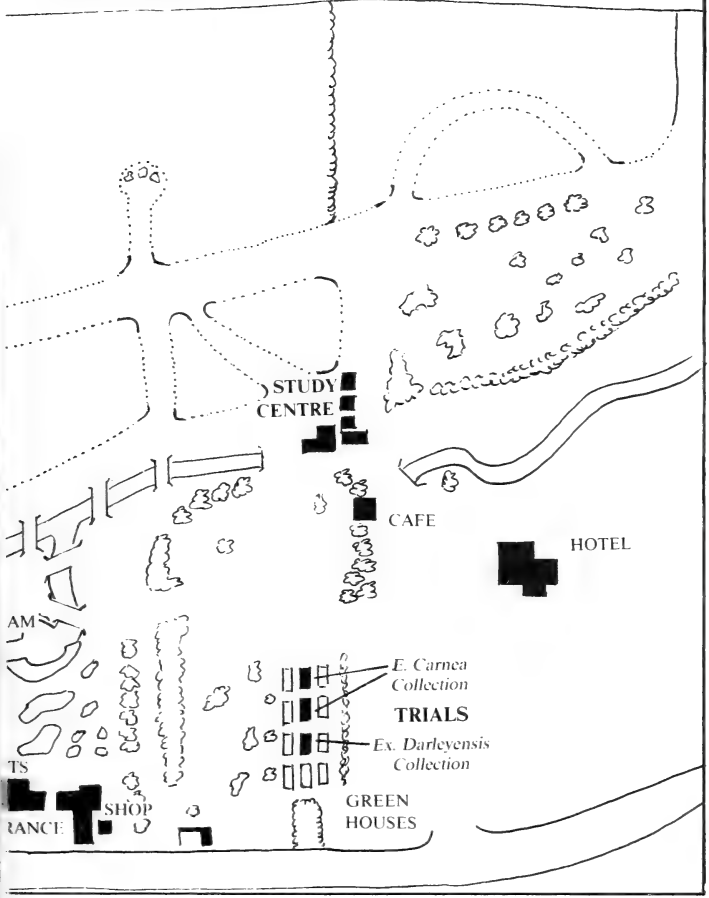 STUDY
CENTRE
CAFE
HOTEL
AM
E. Carnea
Collection
TRIALS
Ex. Darleyensis
Collection
TS
SHOP
RANCE
GREEN
HOUSES